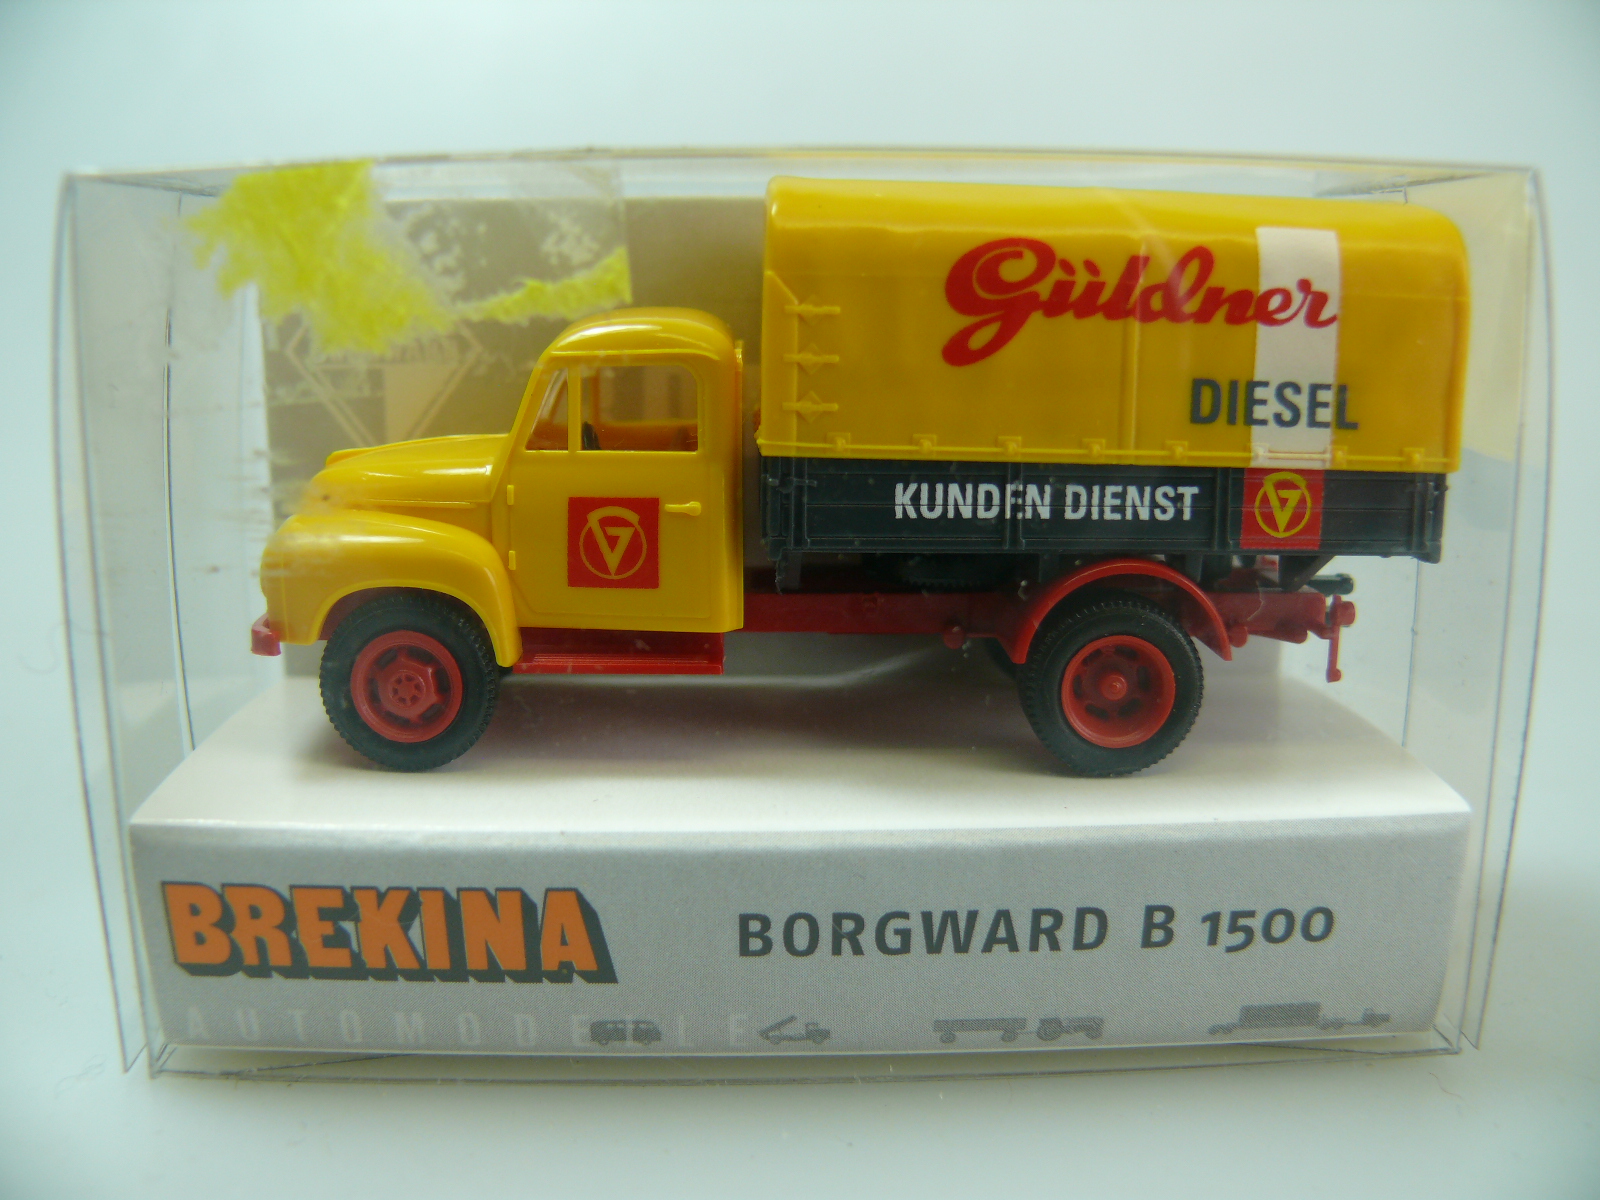 Güldner
DIESEL
KUNDEN DIENST
BREKINA
BORGWARD B 1500
AUTOMODELLE